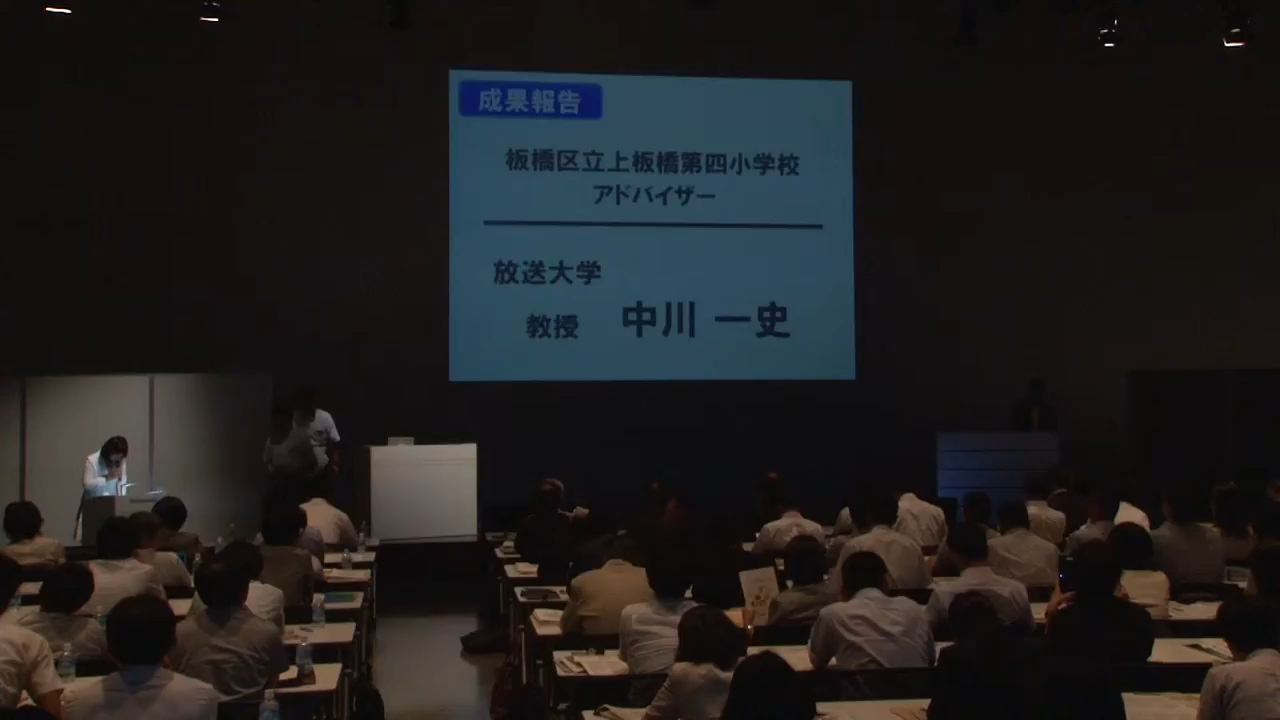 成果報告
板橋区立上板橋第四小学校
アドバイザー
放送大学
教授 中川 一史